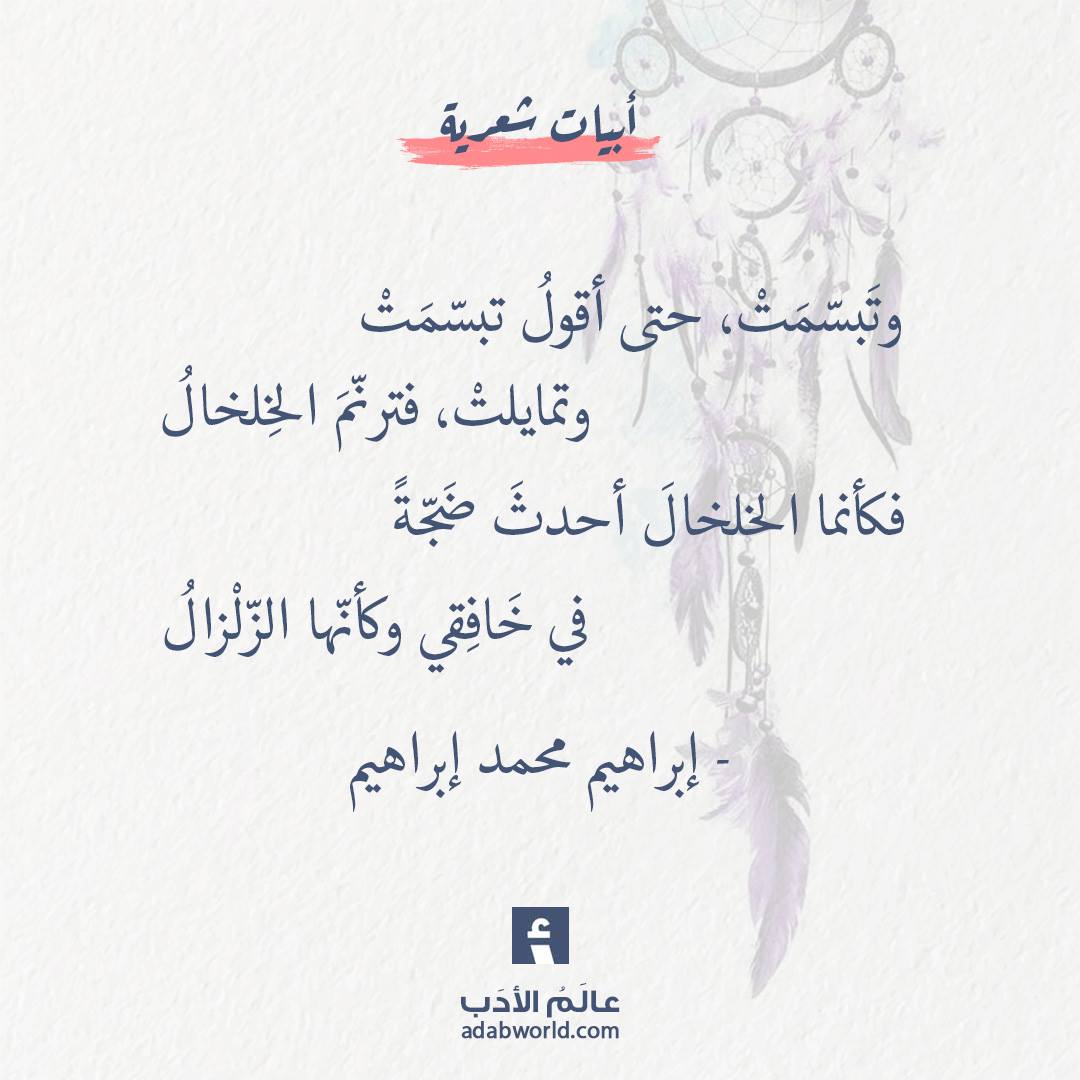 أبيات شعرية
وتَبسّمَتْ، حتى أقولُ تبسّمَتْ
وتمايلتْ، فترنّمَ الخِلخالُ
فكأنما الخلخالَ أحدثَ ضَجّةً
في خَافِقي وكأنّها الزّلْزالُ
- إبراهيم محمد إبراهيم
أ
عالَمُ الأدَب
adabworld.com